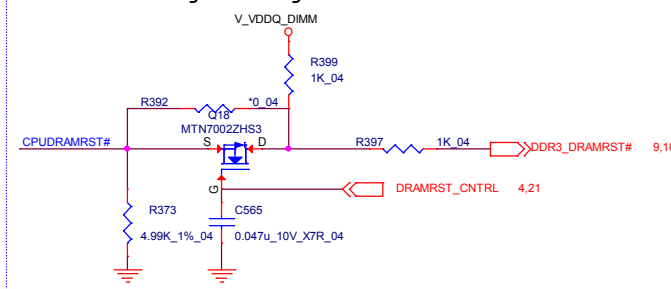 V_VDDQ_DIMM
R399
1K_04
R392
*0_04
Q18
MTN7002ZHS3
CPUDRAMRST#
S
D
R397
1K_04
DDR3_DRAMRST# 9,10
G
DRAMRST_CNTRL 4,21
R373
4.99K_1%_04
C565
0.047u_10V_X7R_04